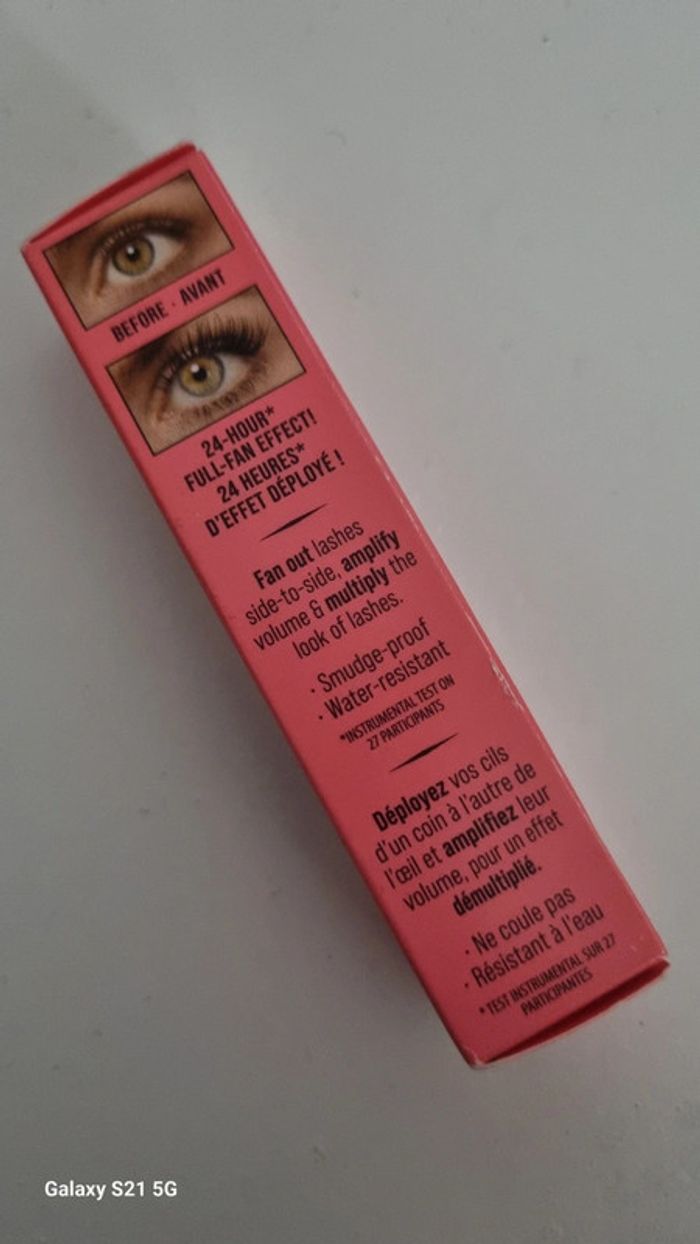 BEFORE · AVANT
24-HOUR*
FULL-FAN EFFECT!
24 HEURES*
D'EFFET DÉPLOYÉ !
Fan out lashes
side-to-side, amplify
volume & multiply the
look of lashes.
· Smudge-proof
· Water-resistant
*INSTRUMENTAL TEST ON
27 PARTICIPANTS
Déployez vos cils
d'un coin à l'autre de
l'œil et amplifiez leur
volume, pour un effet
démultiplié.
· Ne coule pas
· Résistant à l'eau
*TEST INSTRUMENTAL SUR 27
PARTICIPANTES
Galaxy S21 5G